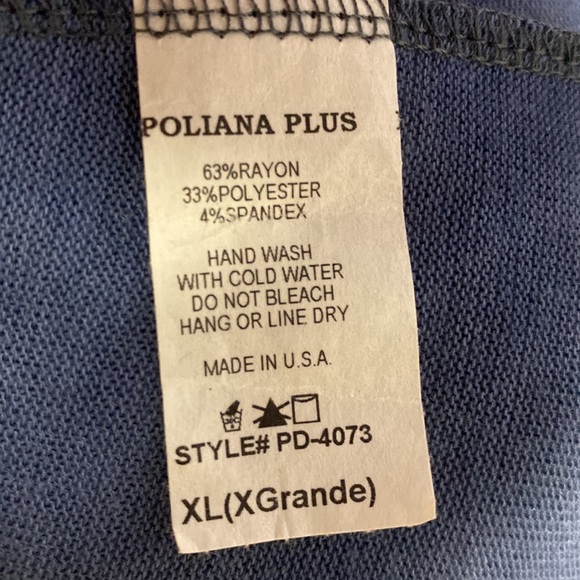 POLIANA PLUS
63%RAYON
33%POLYESTER
4%SPANDEX
HAND WASH
WITH COLD WATER
DO NOT BLEACH
HANG OR LINE DRY
MADE IN U.S.A.
STYLE# PD-4073
XL(XGrande)